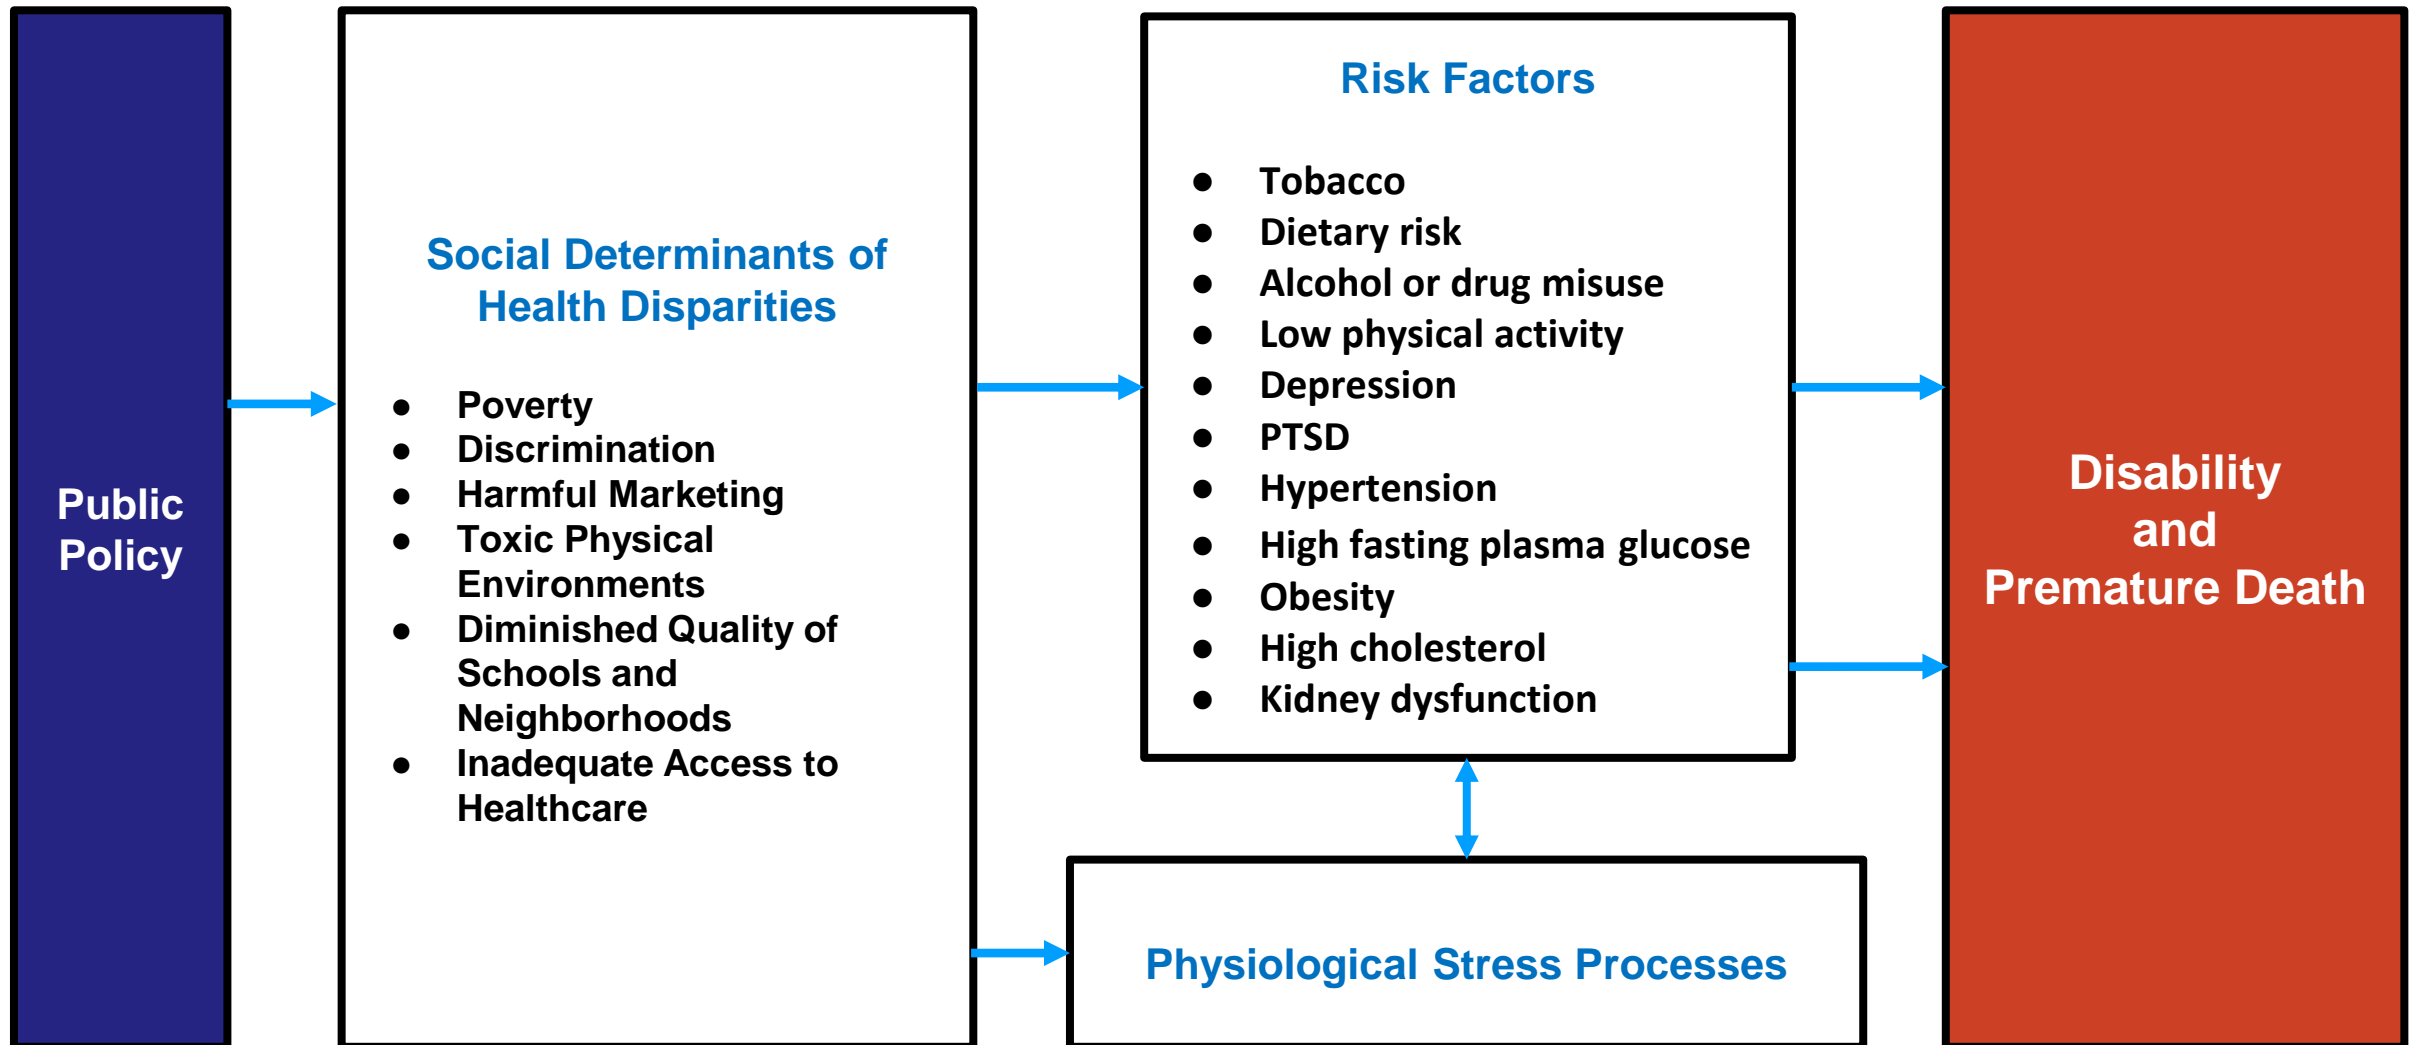 Public
Policy
Social Determinants of
Health Disparities
● Poverty
● Discrimination
● Harmful Marketing
● Toxic Physical
Environments
● Diminished Quality of
Schools and
Neighborhoods
● Inadequate Access to
Healthcare
Risk Factors
● Tobacco
● Dietary risk
● Alcohol or drug misuse
● Low physical activity
● Depression
● PTSD
● Hypertension
● High fasting plasma glucose
● Obesity
● High cholesterol
● Kidney dysfunction
Physiological Stress Processes
Disability
and
Premature Death